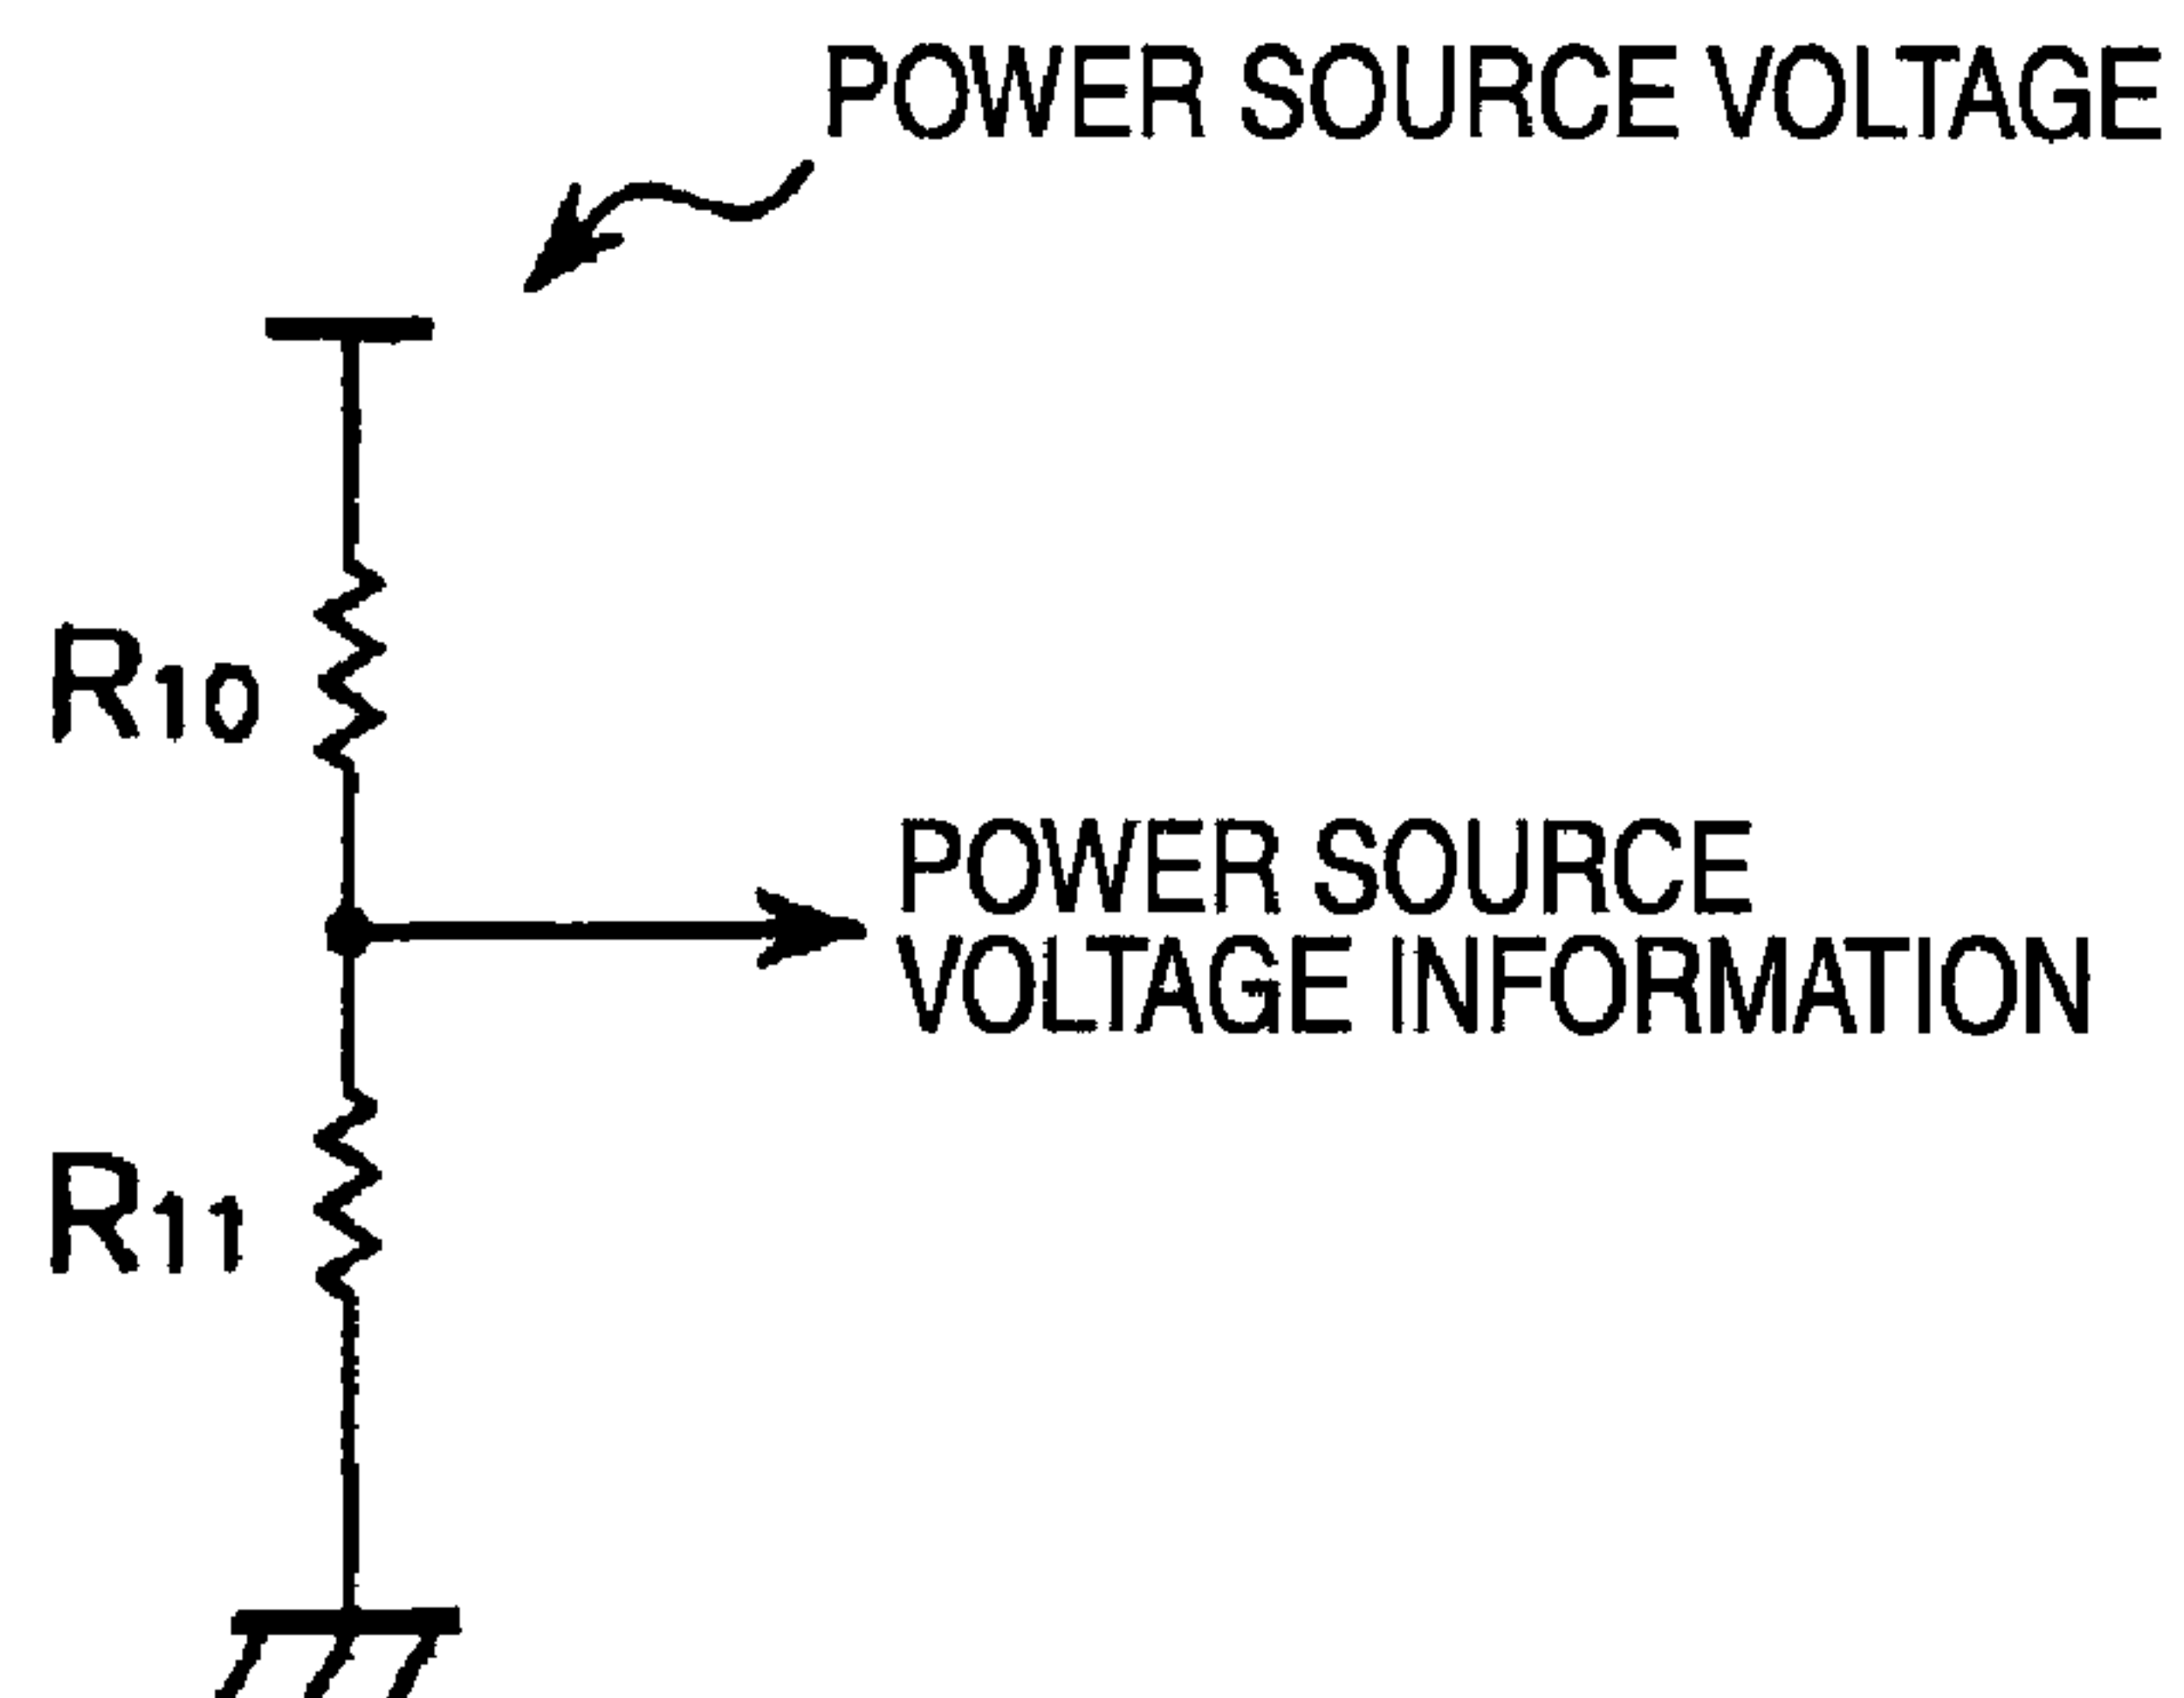 POWER SOURCE VOLTAGE
R10
POWER SOURCE
VOLTAGE INFORMATION
R11